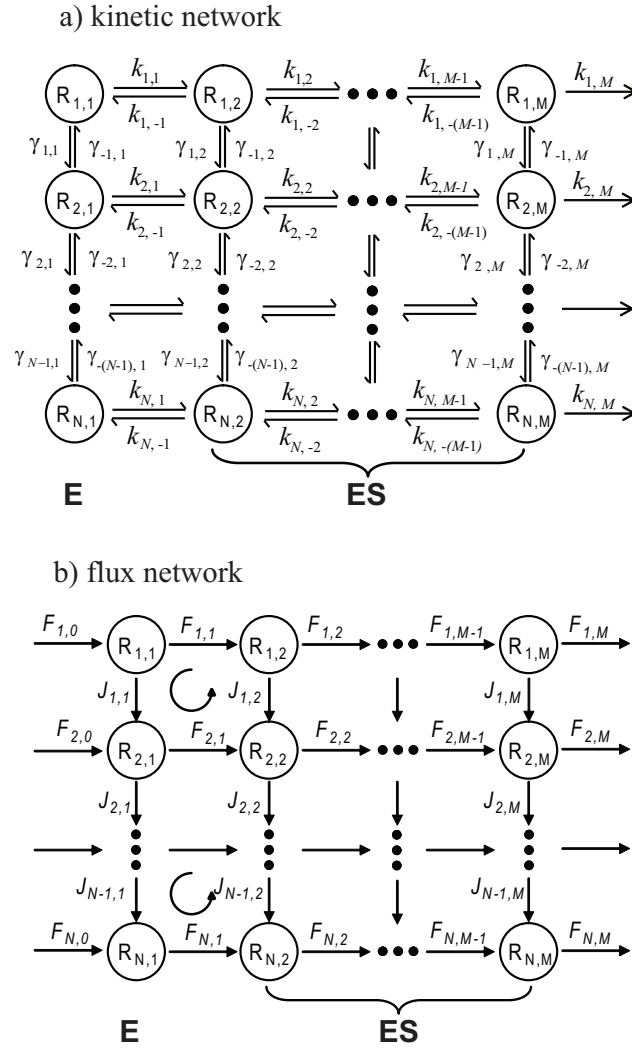 a) kinetic network
k1,1 k1,2 k1,M-1 k1,M
R1,1 R1,2 R1,M
k1,-1 k1,-2 k1,-(M-1)
γ1,1 γ-1,1 γ1,2 γ-1,2 γ1,M γ-1,M
k2,1 k2,2 k2,M-1 k2,M
R2,1 R2,2 R2,M
k2,-1 k2,-2 k2,-(M-1)
γ2,1 γ-2,1 γ2,2 γ-2,2 γ2,M γ-2,M
γN-1,1 γ-(N-1),1 γN-1,2 γ-(N-1),2 γN-1,M γ-(N-1),M
kN,1 kN,2 kN,M-1 kN,M
RN,1 RN,2 RN,M
kN,-1 kN,-2 kN,-(M-1)
E ES
b) flux network
F1,0 F1,1 F1,2 F1,M-1 F1,M
R1,1 R1,2 R1,M
J1,1 J1,2 J1,M
F2,0 F2,1 F2,2 F2,M-1 F2,M
R2,1 R2,2 R2,M
J2,1 J2,2 J2,M
JN-1,1 JN-1,2 JN-1,M
FN,0 FN,1 FN,2 FN,M-1 FN,M
RN,1 RN,2 RN,M
E ES